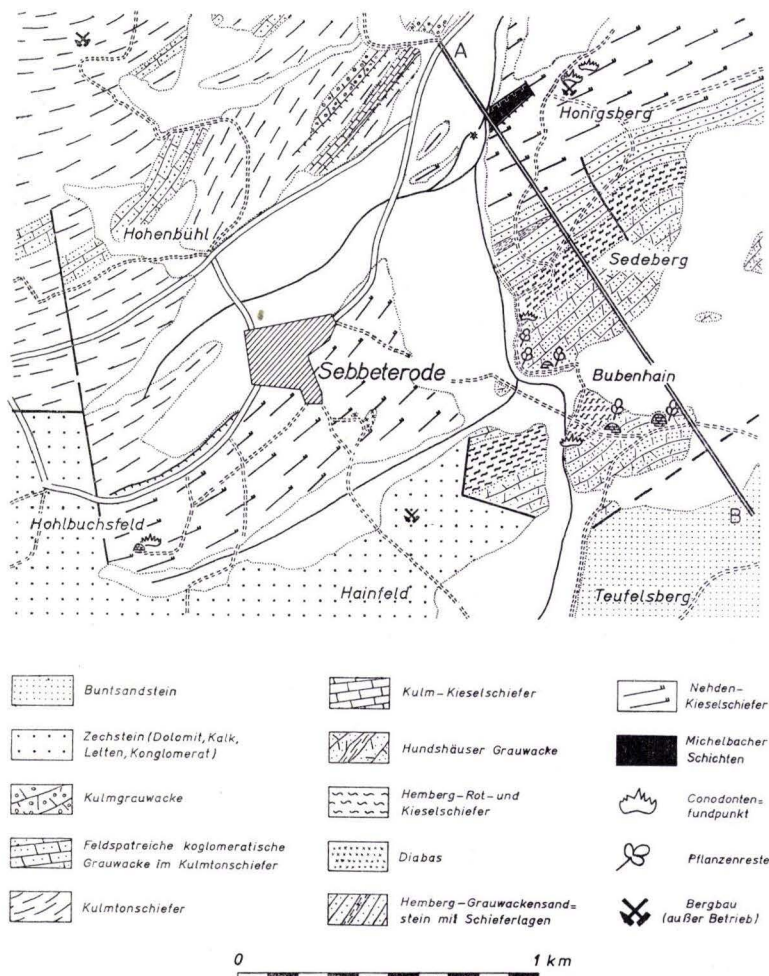 A
Honigsberg
Hohenbühl
Sedeberg
Sebbeterode
Bubenhain
Hohlbuchsfeld
B
Hainfeld
Teufelsberg
Buntsandstein
Zechstein (Dolomit, Kalk,
Letten, Konglomerat)
Kulmgrauwacke
Feldspatreiche koglomeratische
Grauwacke im Kulmtonschiefer
Kulmtonschiefer
Kulm-Kieselschiefer
Hundshäuser Grauwacke
Hemberg-Rot- und
Kieselschiefer
Diabas
Hemberg-Grauwackensand=
stein mit Schieferlagen
Nehden-
Kieselschiefer
Michelbacher
Schichten
Conodonten=
fundpunkt
Pflanzenreste
Bergbau
(außer Betrieb)
0 1 km